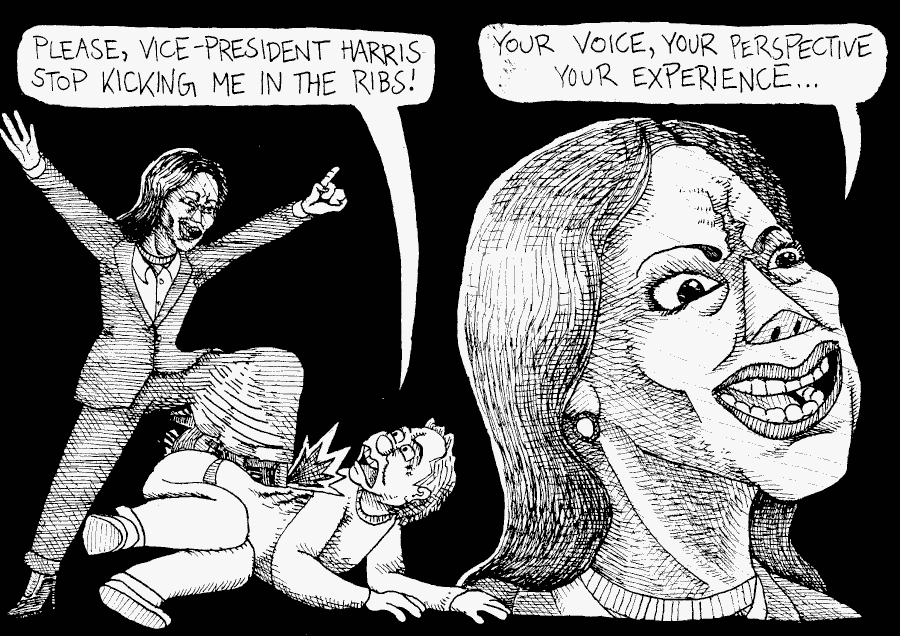 PLEASE, VICE-PRESIDENT HARRIS
STOP KICKING ME IN THE RIBS!
YOUR VOICE, YOUR PERSPECTIVE
YOUR EXPERIENCE...